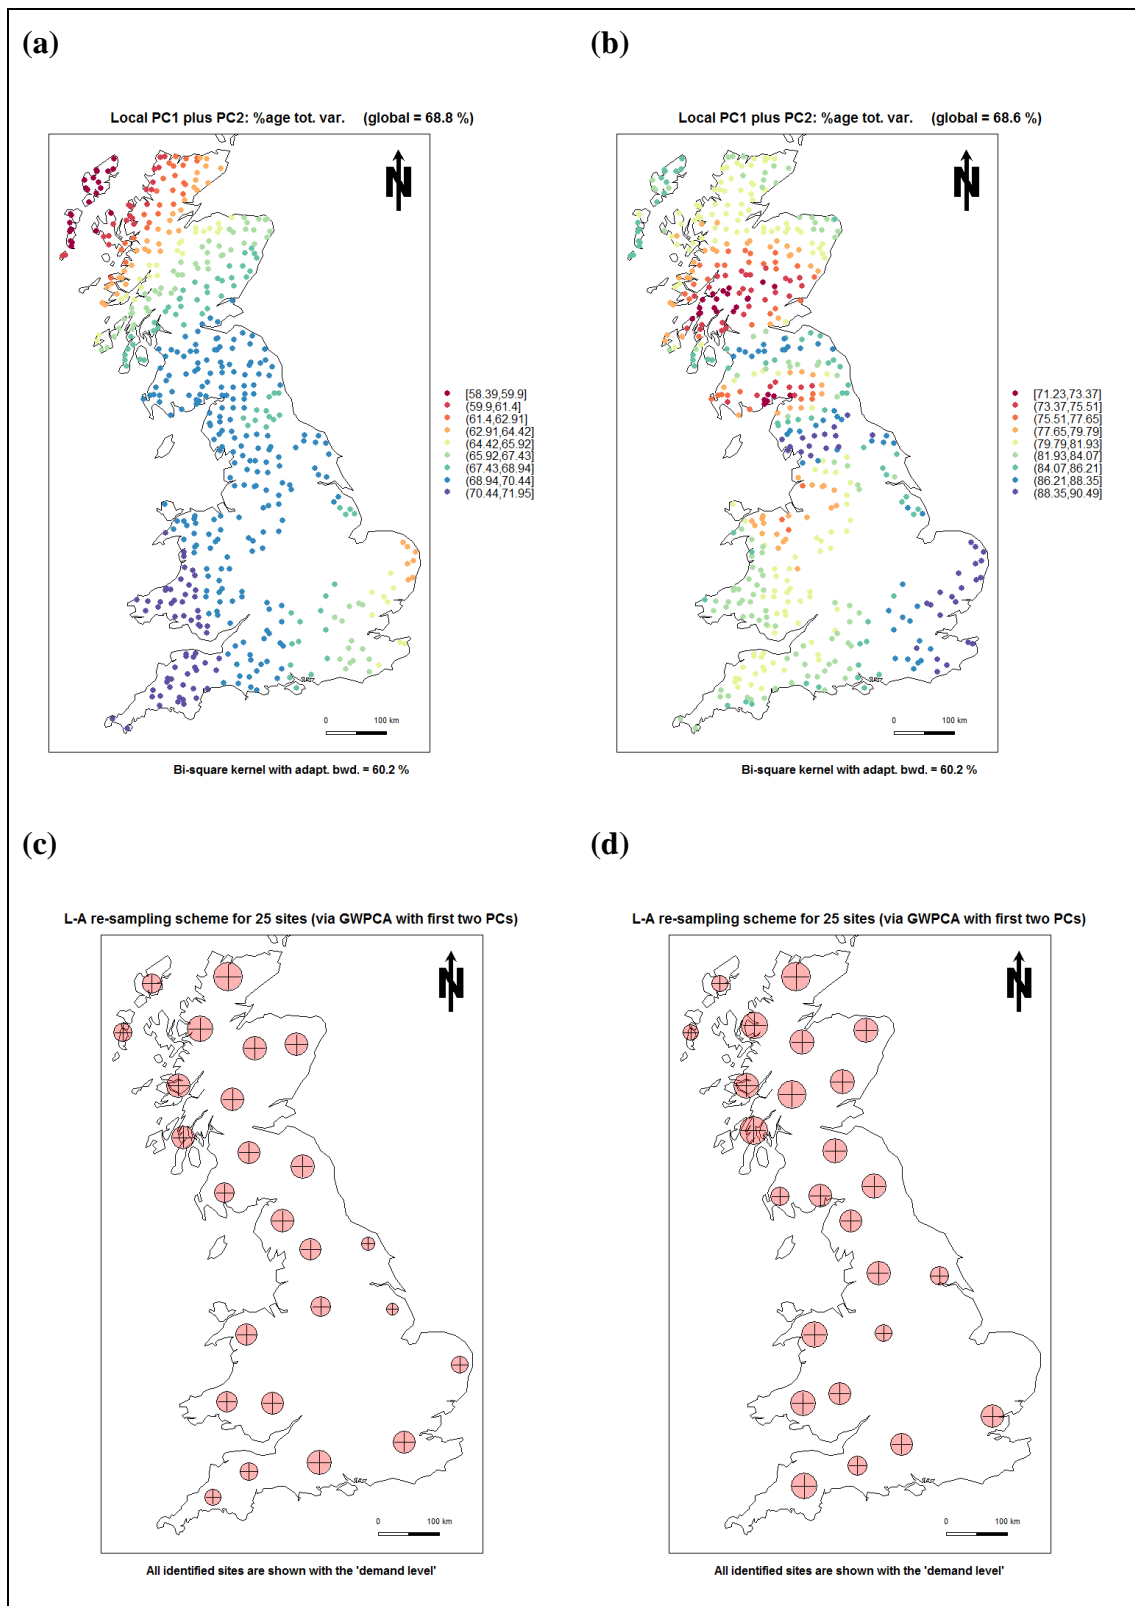 (a)
(b)
Local PC1 plus PC2: %age tot. var. (global = 68.8 %)
N
[58.39,59.9]
(59.9,61.4]
(61.4,62.91]
(62.91,64.42]
(64.42,65.92]
(65.92,67.43]
(67.43,68.94]
(68.94,70.44]
(70.44,71.95]
0 100 km
Bi-square kernel with adapt. bwd. = 60.2 %
Local PC1 plus PC2: %age tot. var. (global = 68.6 %)
N
[71.23,73.37]
(73.37,75.51]
(75.51,77.65]
(77.65,79.79]
(79.79,81.93]
(81.93,84.07]
(84.07,86.21]
(86.21,88.35]
(88.35,90.49]
0 100 km
Bi-square kernel with adapt. bwd. = 60.2 %
(c)
(d)
L-A re-sampling scheme for 25 sites (via GWPCA with first two PCs)
N
0 100 km
All identified sites are shown with the 'demand level'
L-A re-sampling scheme for 25 sites (via GWPCA with first two PCs)
N
0 100 km
All identified sites are shown with the 'demand level'